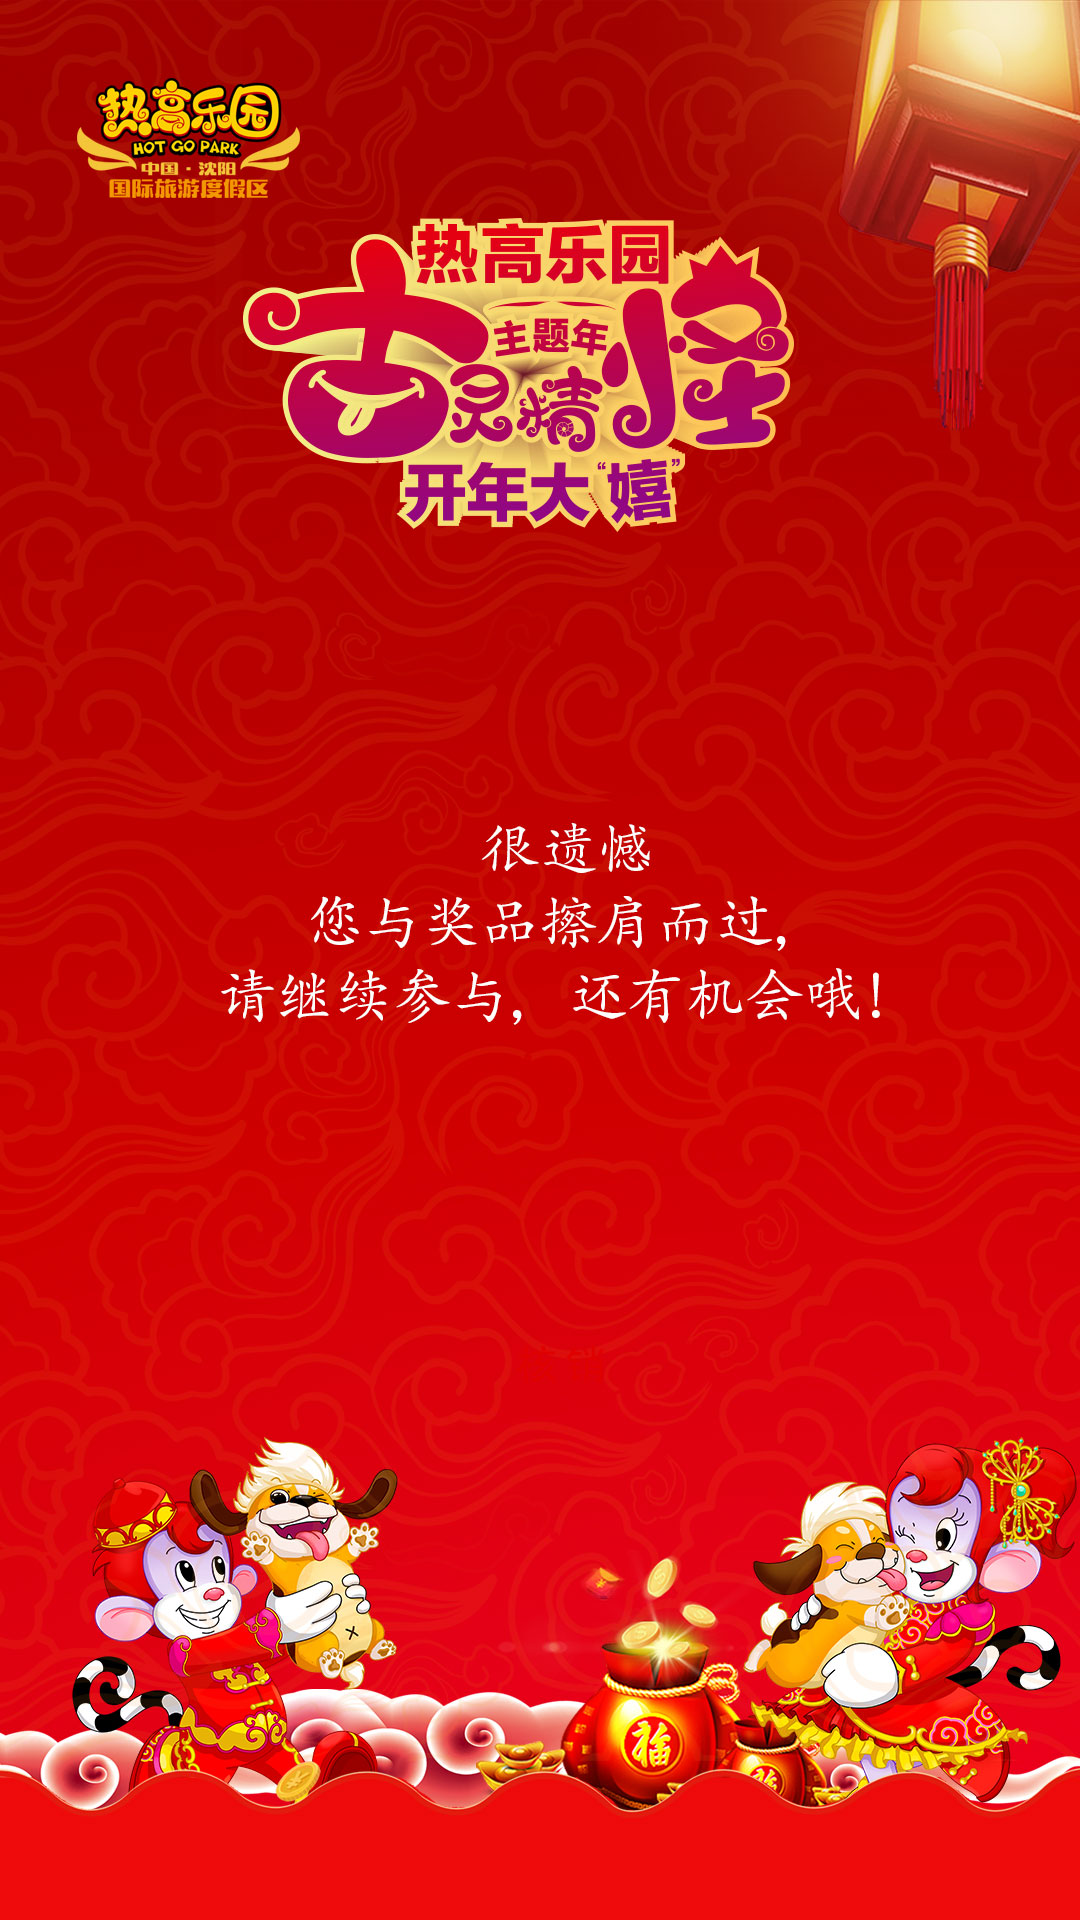 热高乐园
HOT GO PARK
中国·沈阳
国际旅游度假区
热高乐园
主题年
古灵精怪
开年大“嬉”
很遗憾
您与奖品擦肩而过,
请继续参与, 还有机会哦!
福
福